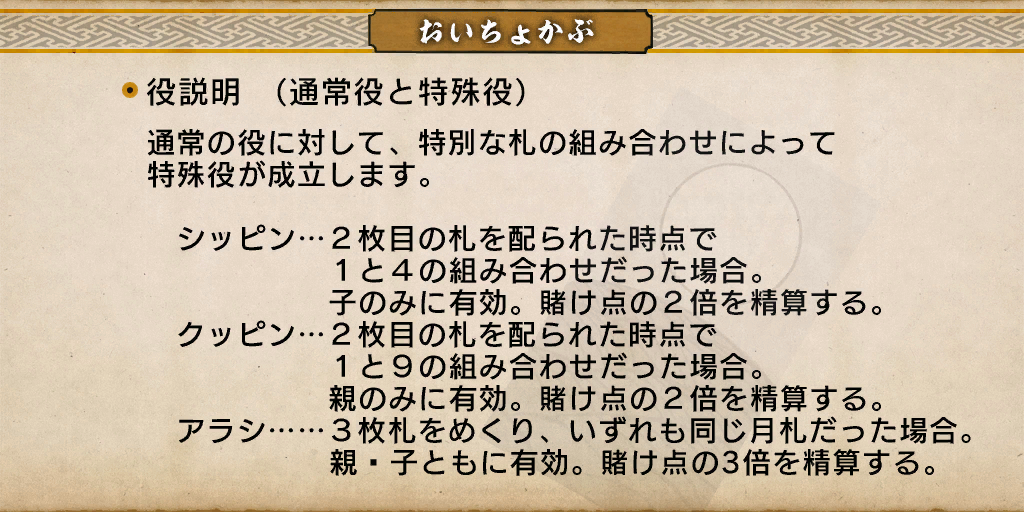 おいちょかぶ
役説明 （通常役と特殊役）
通常の役に対して、特別な札の組み合わせによって
特殊役が成立します。
シッピン…２枚目の札を配られた時点で
１と４の組み合わせだった場合。
子のみに有効。賭け点の２倍を精算する。
クッピン…２枚目の札を配られた時点で
１と９の組み合わせだった場合。
親のみに有効。賭け点の２倍を精算する。
アラシ……３枚札をめくり、いずれも同じ月札だった場合。
親・子ともに有効。賭け点の3倍を精算する。